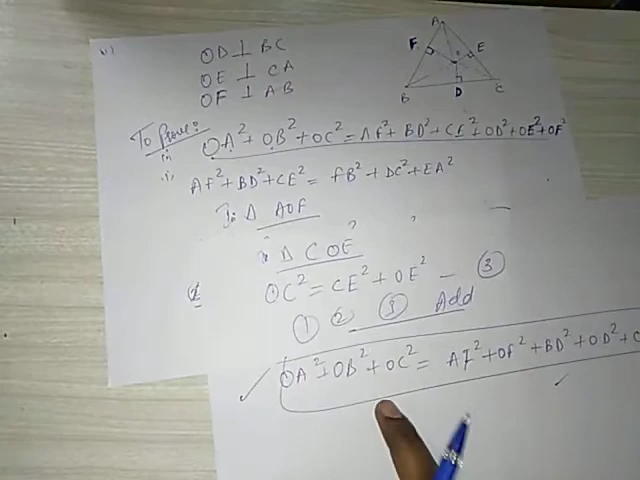 OD ⊥ BC
OE ⊥ CA
OF ⊥ AB
A
F
E
B
D
C
To Prove:
i) OA² + OB² + OC² = AF² + BD² + CE² + OD² + OE² + OF²
ii) AF² + BD² + CE² = FB² + DC² + EA²
In Δ AOF
Δ COE
OC² = CE² + OE² — ③
① ② ③ Add
OA² + OB² + OC² = AF² + OF² + BD² + OD² + C